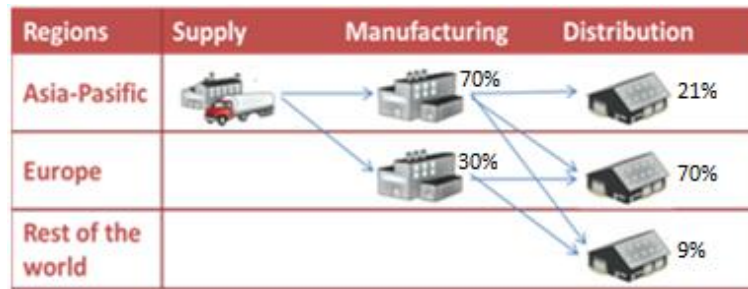 Regions Supply Manufacturing Distribution
Asia-Pasific 70% 21%
Europe 30% 70%
Rest of the
world 9%